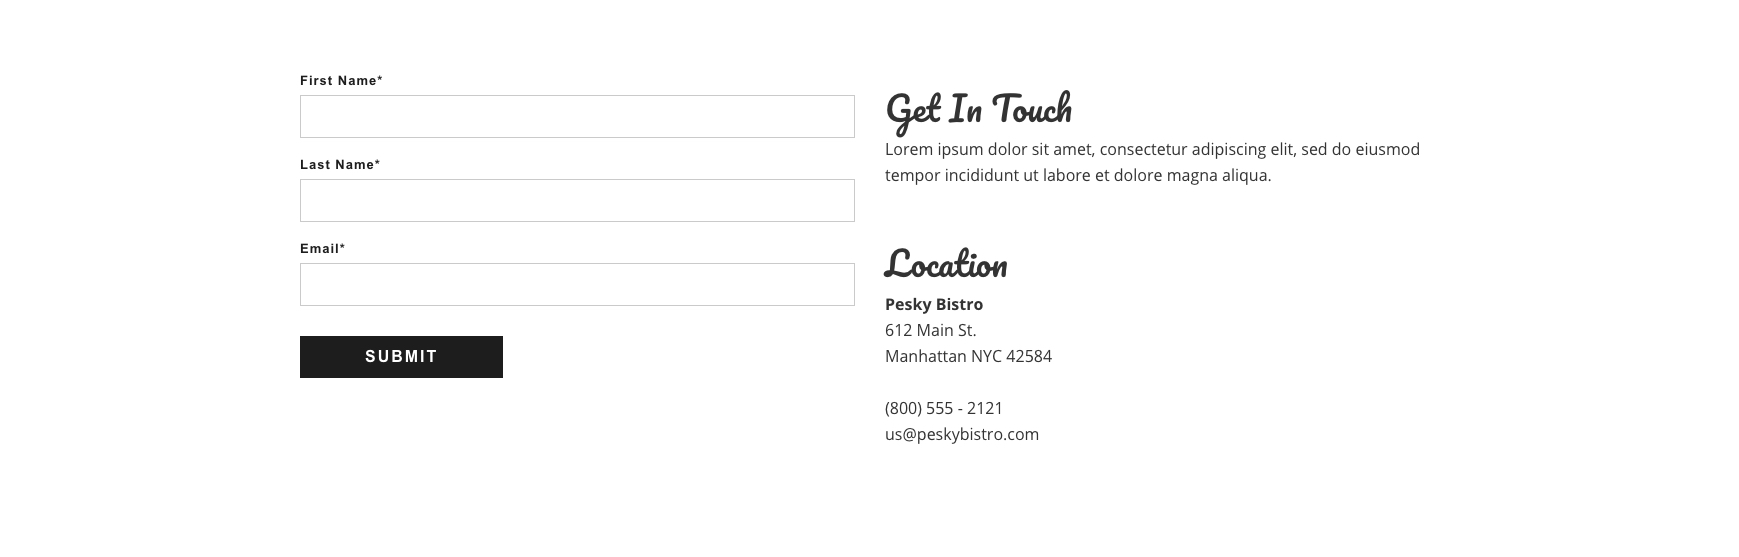 First Name*
Last Name*
Email*
SUBMIT
Get In Touch
Lorem ipsum dolor sit amet, consectetur adipiscing elit, sed do eiusmod
tempor incididunt ut labore et dolore magna aliqua.
Location
Pesky Bistro
612 Main St.
Manhattan NYC 42584
(800) 555 - 2121
us@peskybistro.com